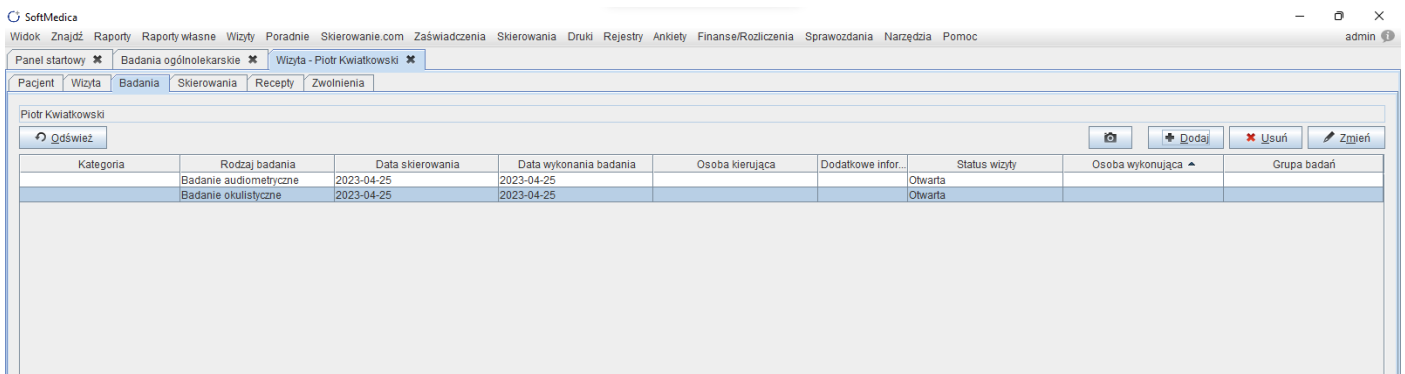 SoftMedica
Widok Znajdź Raporty Raporty własne Wizyty Poradnie Skierowanie.com Zaświadczenia Skierowania Druki Rejestry Ankiety Finanse/Rozliczenia Sprawozdania Narzędzia Pomoc admin
Panel startowy Badania ogólnolekarskie Wizyta - Piotr Kwiatkowski
Pacjent Wizyta Badania Skierowania Recepty Zwolnienia
Piotr Kwiatkowski
Odśwież Dodaj Usuń Zmień
Kategoria Rodzaj badania Data skierowania Data wykonania badania Osoba kierująca Dodatkowe infor... Status wizyty Osoba wykonująca Grupa badań
Badanie audiometryczne 2023-04-25 2023-04-25 Otwarta
Badanie okulistyczne 2023-04-25 2023-04-25 Otwarta